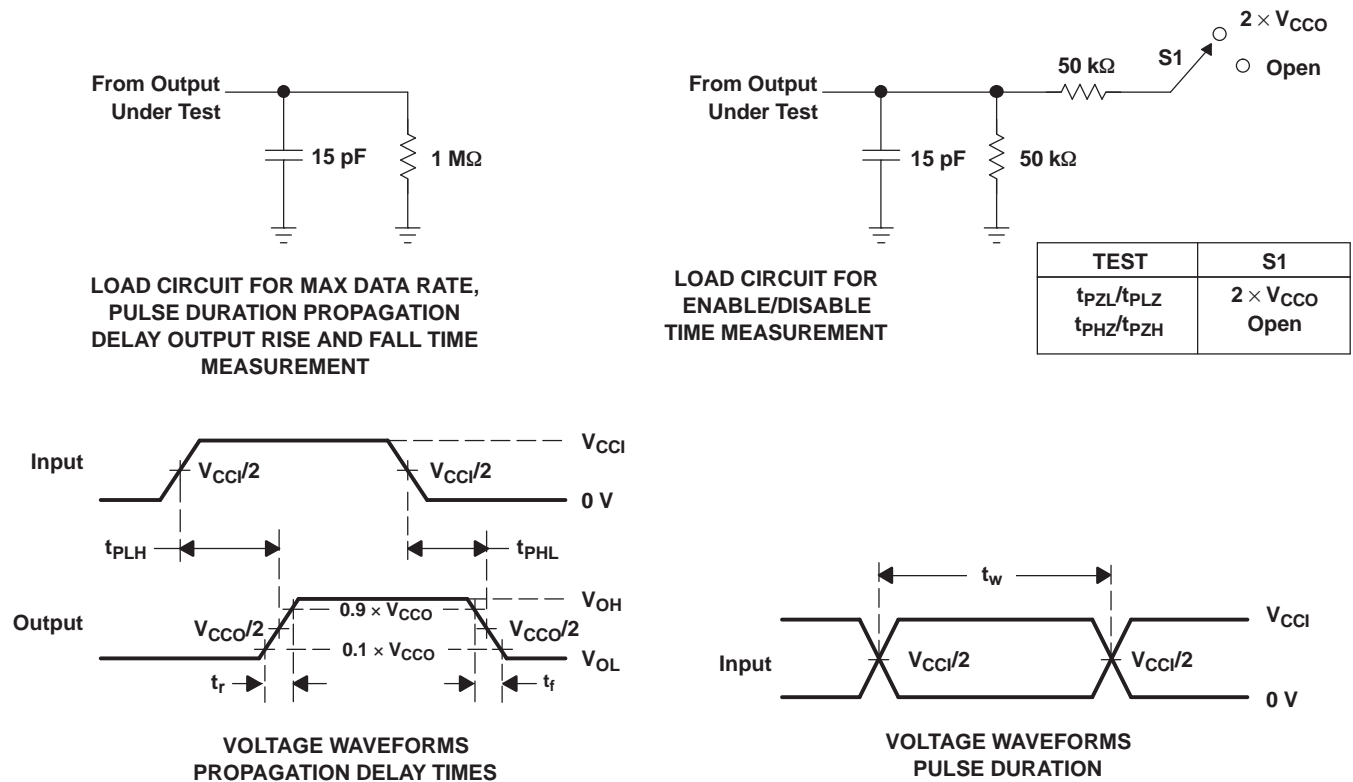 From Output
Under Test
15 pF
1 MΩ
LOAD CIRCUIT FOR MAX DATA RATE,
PULSE DURATION PROPAGATION
DELAY OUTPUT RISE AND FALL TIME
MEASUREMENT
From Output
Under Test
15 pF
50 kΩ
50 kΩ
S1
2 × VCCO
Open
LOAD CIRCUIT FOR
ENABLE/DISABLE
TIME MEASUREMENT
TEST S1
tPZL/tPLZ 2 × VCCO
tPHZ/tPZH Open
Input
VCCI/2
VCCI/2
VCCI
0 V
tPLH
tPHL
Output
VCCO/2
0.9 × VCCO
0.1 × VCCO
VCCO/2
VOH
VOL
tr
tf
VOLTAGE WAVEFORMS
PROPAGATION DELAY TIMES
tw
Input
VCCI/2
VCCI/2
VCCI
0 V
VOLTAGE WAVEFORMS
PULSE DURATION